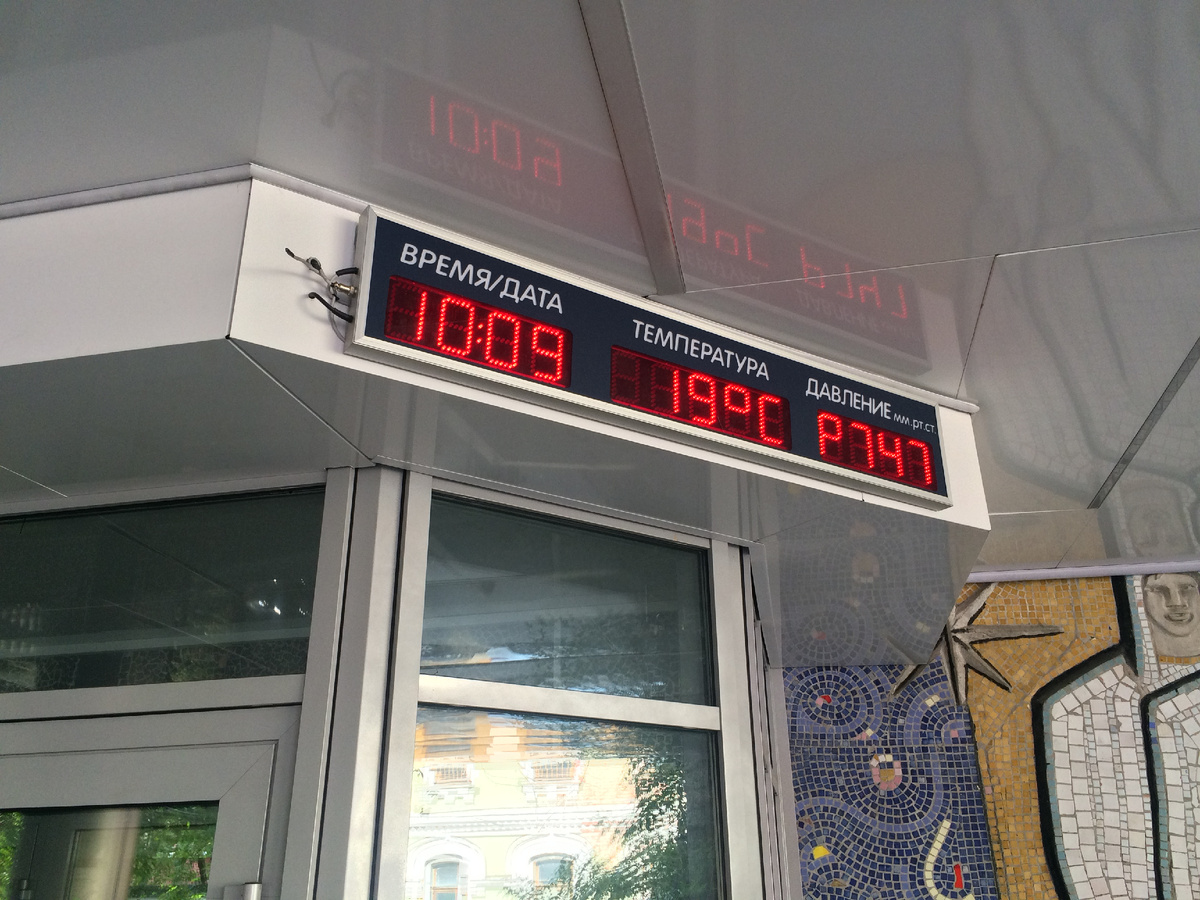 ВРЕМЯ/ДАТА
10:09
ТЕМПЕРАТУРА
19°C
ДАВЛЕНИЕ мм.рт.ст.
P747